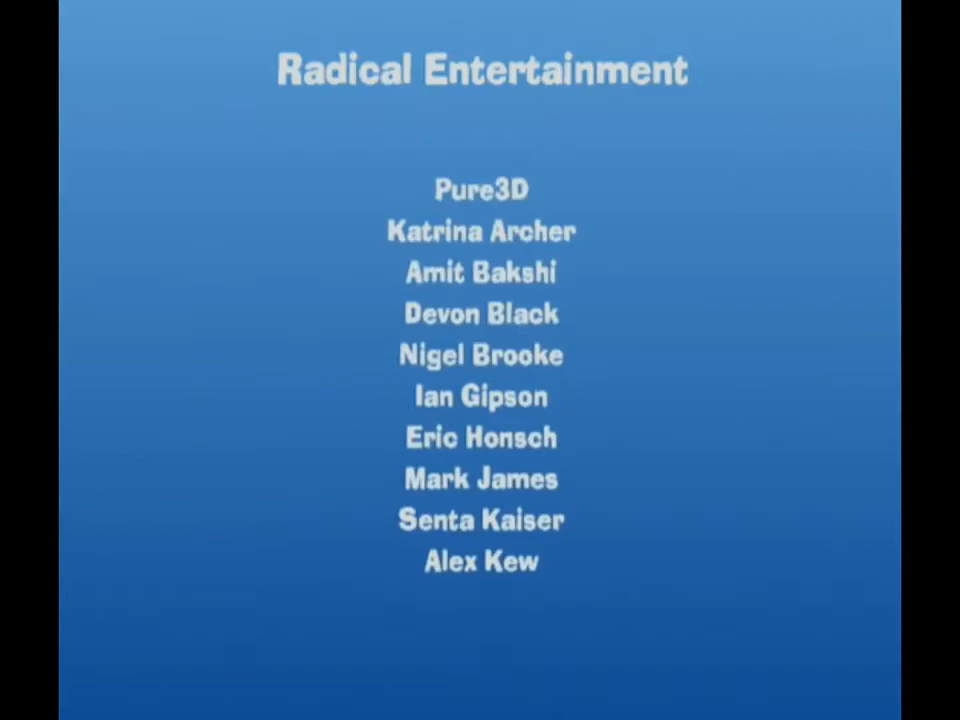 Radical Entertainment
Pure3D
Katrina Archer
Amit Bakshi
Devon Black
Nigel Brooke
Ian Gipson
Eric Honsch
Mark James
Senta Kaiser
Alex Kew